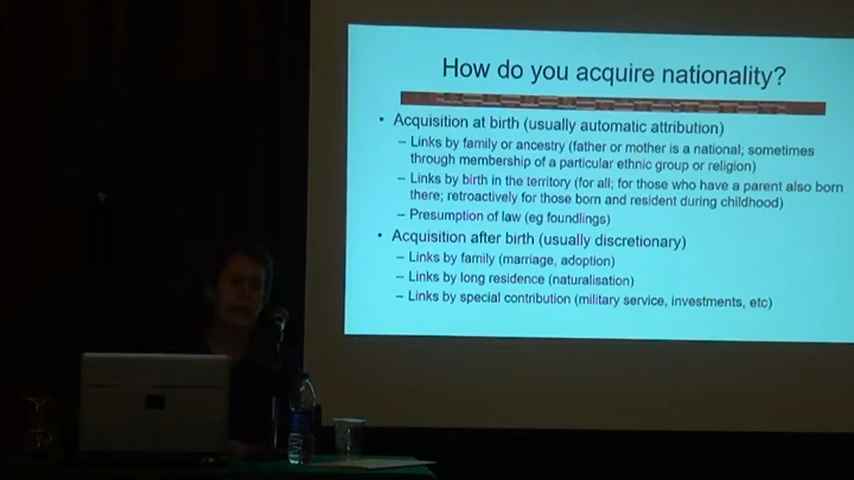 How do you acquire nationality?
• Acquisition at birth (usually automatic attribution)
– Links by family or ancestry (father or mother is a national; sometimes
through membership of a particular ethnic group or religion)
– Links by birth in the territory (for all; for those who have a parent also born
there; retroactively for those born and resident during childhood)
– Presumption of law (eg foundlings)
• Acquisition after birth (usually discretionary)
– Links by family (marriage, adoption)
– Links by long residence (naturalisation)
– Links by special contribution (military service, investments, etc)